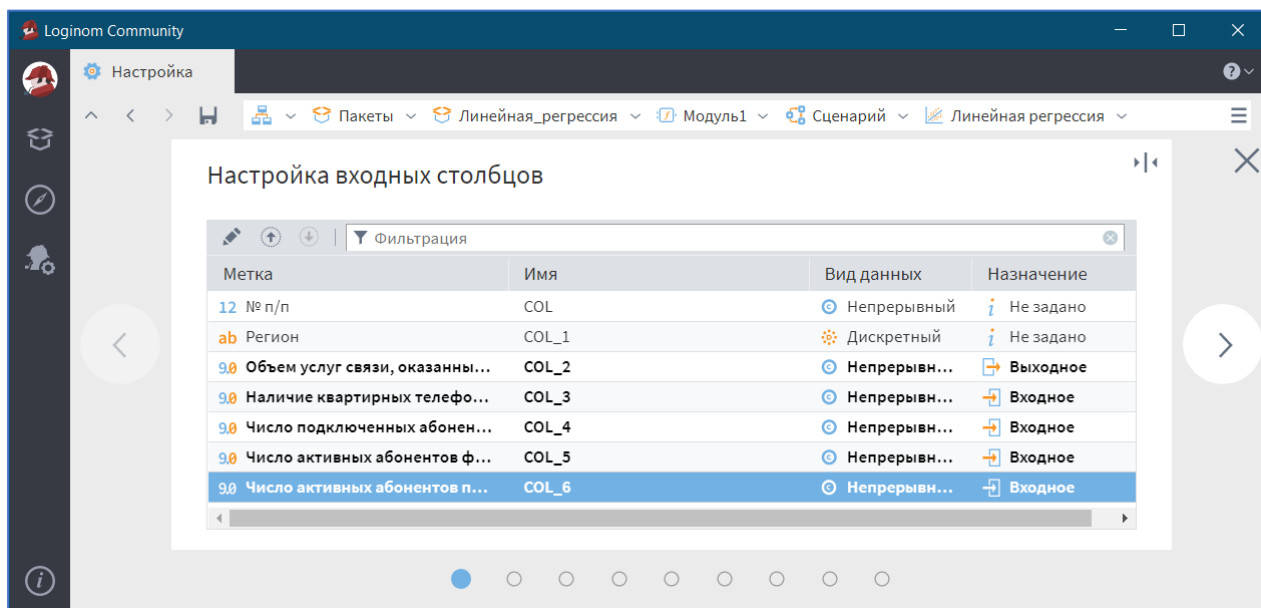 Loginom Community
Настройка
Пакеты Линейная_регрессия Модуль1 Сценарий Линейная регрессия
Настройка входных столбцов
Фильтрация
Метка Имя Вид данных Назначение
12 № п/п COL Непрерывный Не задано
ab Регион COL_1 Дискретный Не задано
9.0 Объем услуг связи, оказанны... COL_2 Непрерывн... Выходное
9.0 Наличие квартирных телефо... COL_3 Непрерывн... Входное
9.0 Число подключенных абонен... COL_4 Непрерывн... Входное
9.0 Число активных абонентов ф... COL_5 Непрерывн... Входное
9.0 Число активных абонентов п... COL_6 Непрерывн... Входное